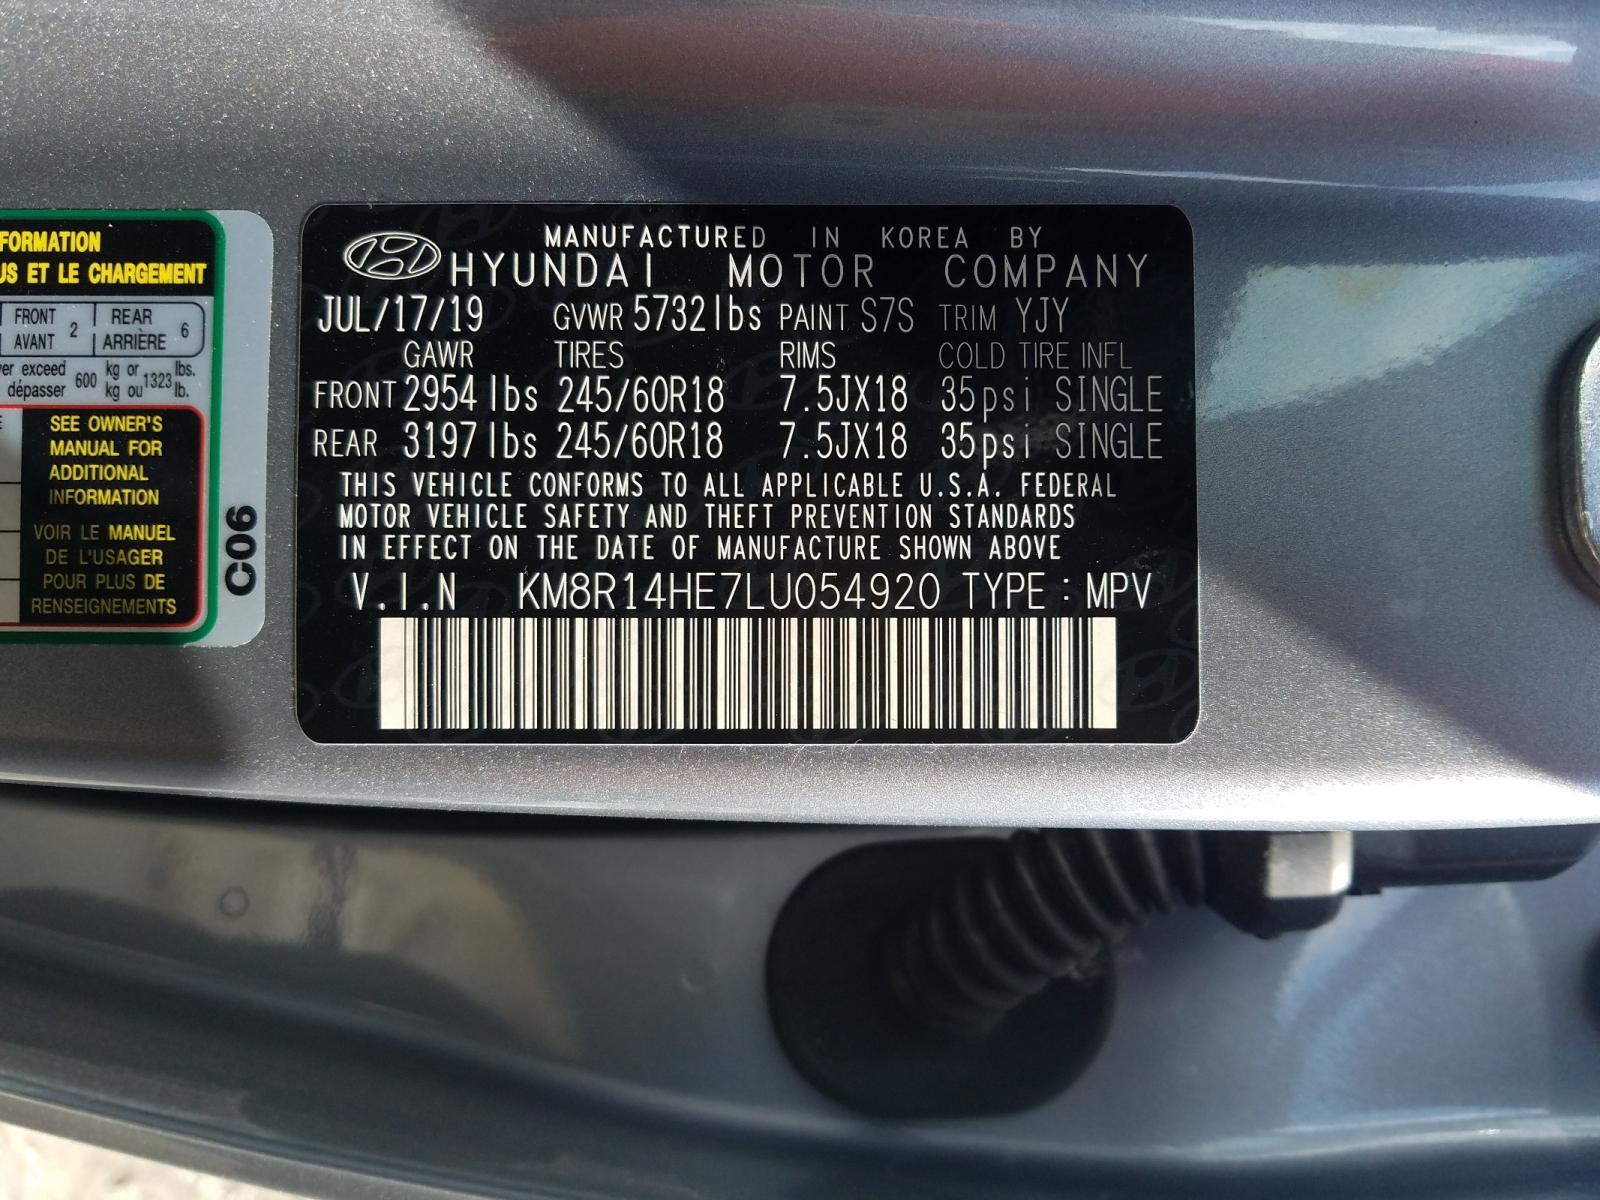 FORMATION
US ET LE CHARGEMENT
FRONT AVANT 2 REAR ARRIÈRE 6
exceed dépasser 600 kg or kg ou 1323 lbs. lb.
SEE OWNER'S
MANUAL FOR
ADDITIONAL
INFORMATION
VOIR LE MANUEL
DE L'USAGER
POUR PLUS DE
RENSEIGNEMENTS
C06
MANUFACTURED IN KOREA BY
HYUNDAI MOTOR COMPANY
JUL/17/19 GVWR 5732lbs PAINT S7S TRIM YJY
GAWR TIRES RIMS COLD TIRE INFL
FRONT 2954 lbs 245/60R18 7.5JX18 35psi SINGLE
REAR 3197 lbs 245/60R18 7.5JX18 35psi SINGLE
THIS VEHICLE CONFORMS TO ALL APPLICABLE U.S.A. FEDERAL
MOTOR VEHICLE SAFETY AND THEFT PREVENTION STANDARDS
IN EFFECT ON THE DATE OF MANUFACTURE SHOWN ABOVE
V.I.N KM8R14HE7LU054920 TYPE : MPV